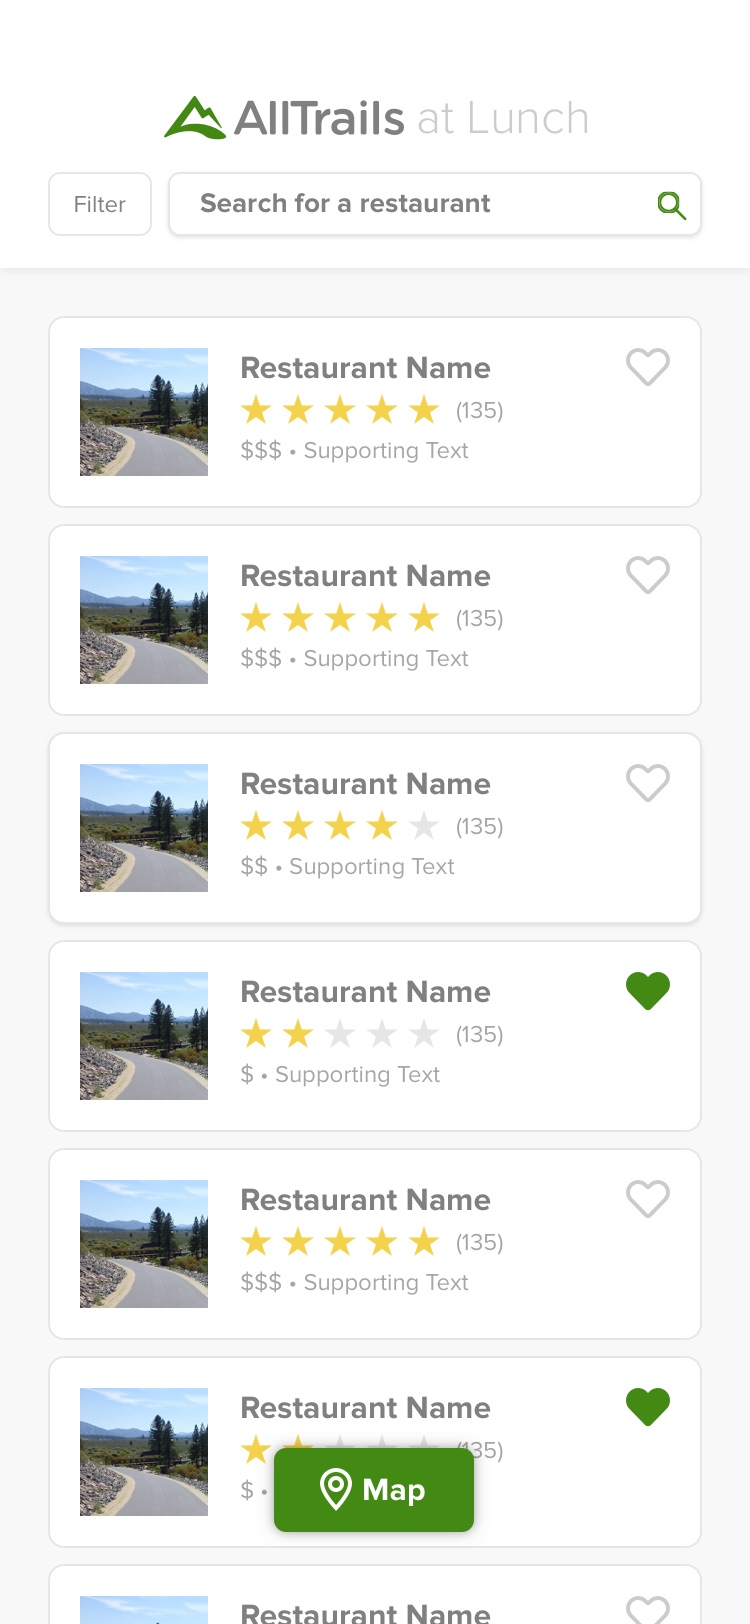 AllTrails at Lunch
Filter
Search for a restaurant
Restaurant Name
(135)
$$$ • Supporting Text
Restaurant Name
(135)
$$$ • Supporting Text
Restaurant Name
(135)
$$ • Supporting Text
Restaurant Name
(135)
$ • Supporting Text
Restaurant Name
(135)
$$$ • Supporting Text
Restaurant Name
(135)
$ •
Map
Restaurant Name